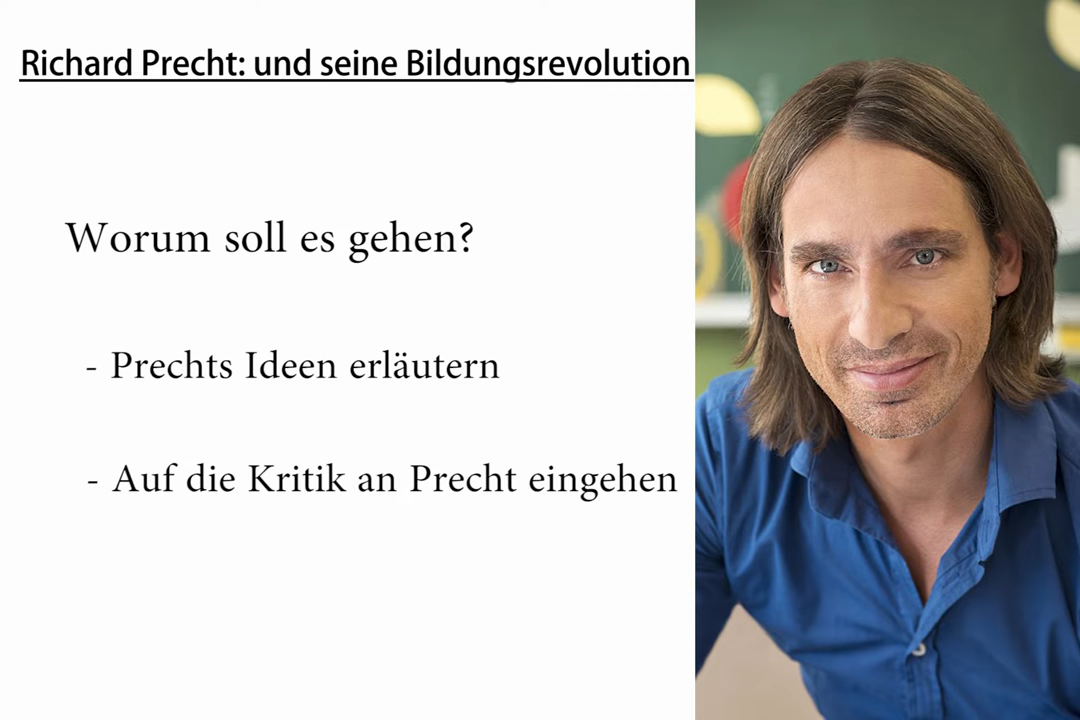 Richard Precht: und seine Bildungsrevolution
Worum soll es gehen?
- Prechts Ideen erläutern
- Auf die Kritik an Precht eingehen